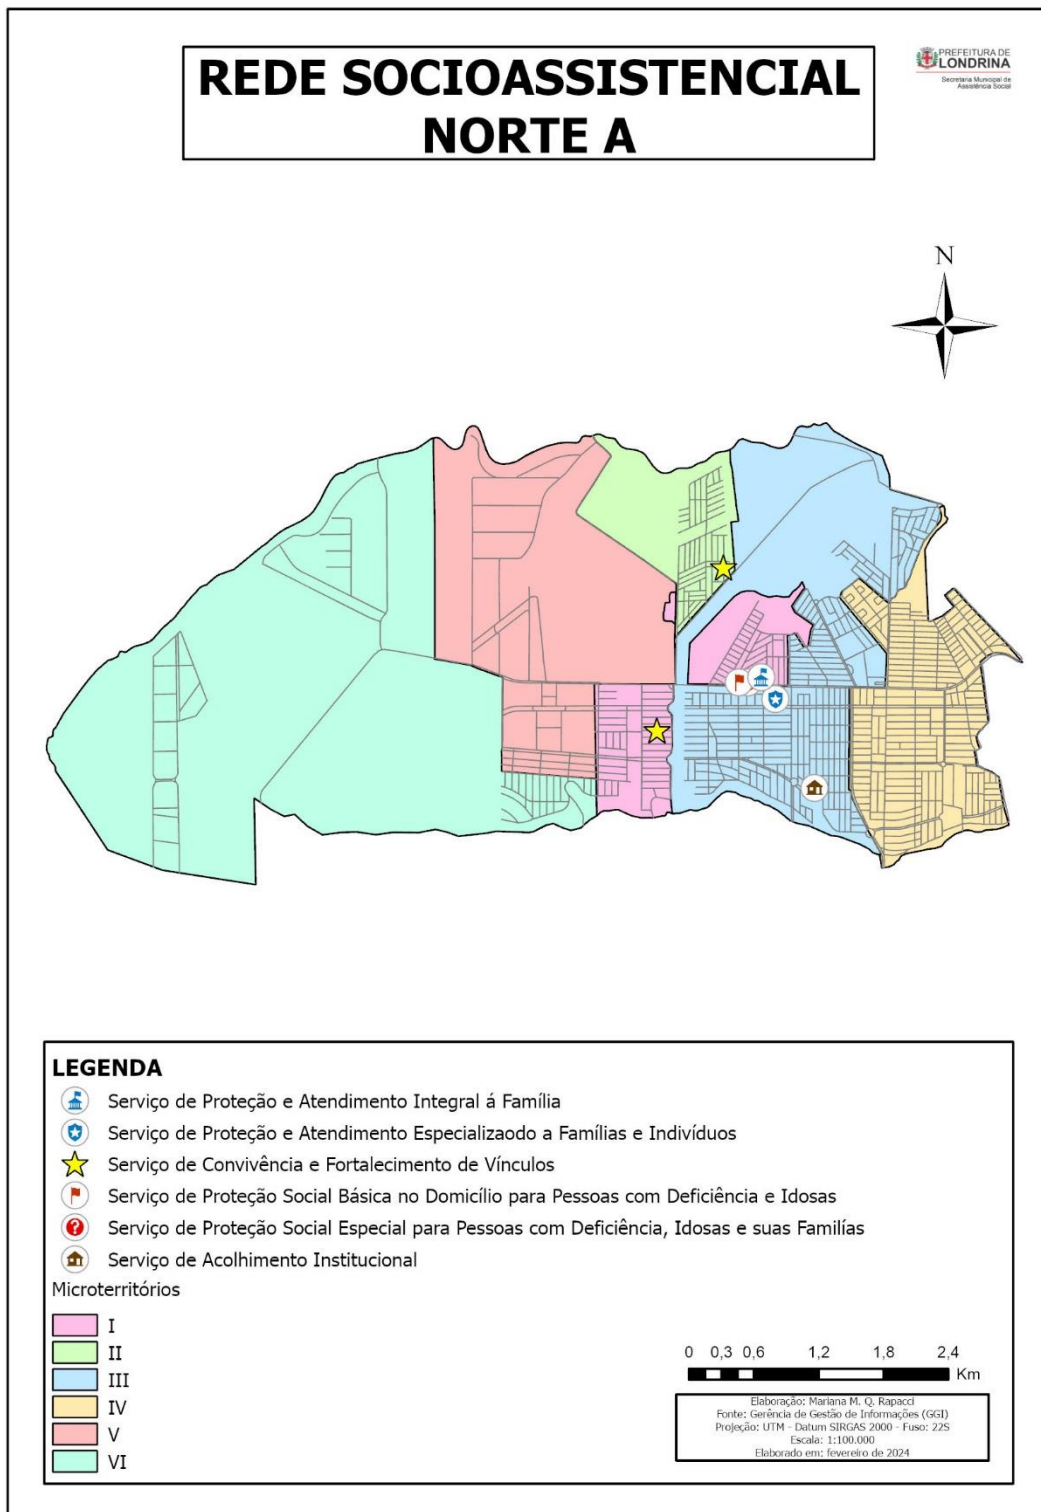 REDE SOCIOASSISTENCIAL
NORTE A
PREFEITURA DE
LONDRINA
Secretaria Municipal de
Assistência Social
N
LEGENDA
Serviço de Proteção e Atendimento Integral á Família
Serviço de Proteção e Atendimento Especializaodo a Famílias e Indivíduos
Serviço de Convivência e Fortalecimento de Vínculos
Serviço de Proteção Social Básica no Domicílio para Pessoas com Deficiência e Idosas
?
Serviço de Proteção Social Especial para Pessoas com Deficiência, Idosas e suas Familías
Serviço de Acolhimento Institucional
Microterritórios
I
II
III
IV
V
VI
0 0,3 0,6 1,2 1,8 2,4
Km
Elaboração: Mariana M. Q. Rapacci
Fonte: Gerência de Gestão de Informações (GGI)
Projeção: UTM - Datum SIRGAS 2000 - Fuso: 22S
Escala: 1:100.000
Elaborado em: fevereiro de 2024